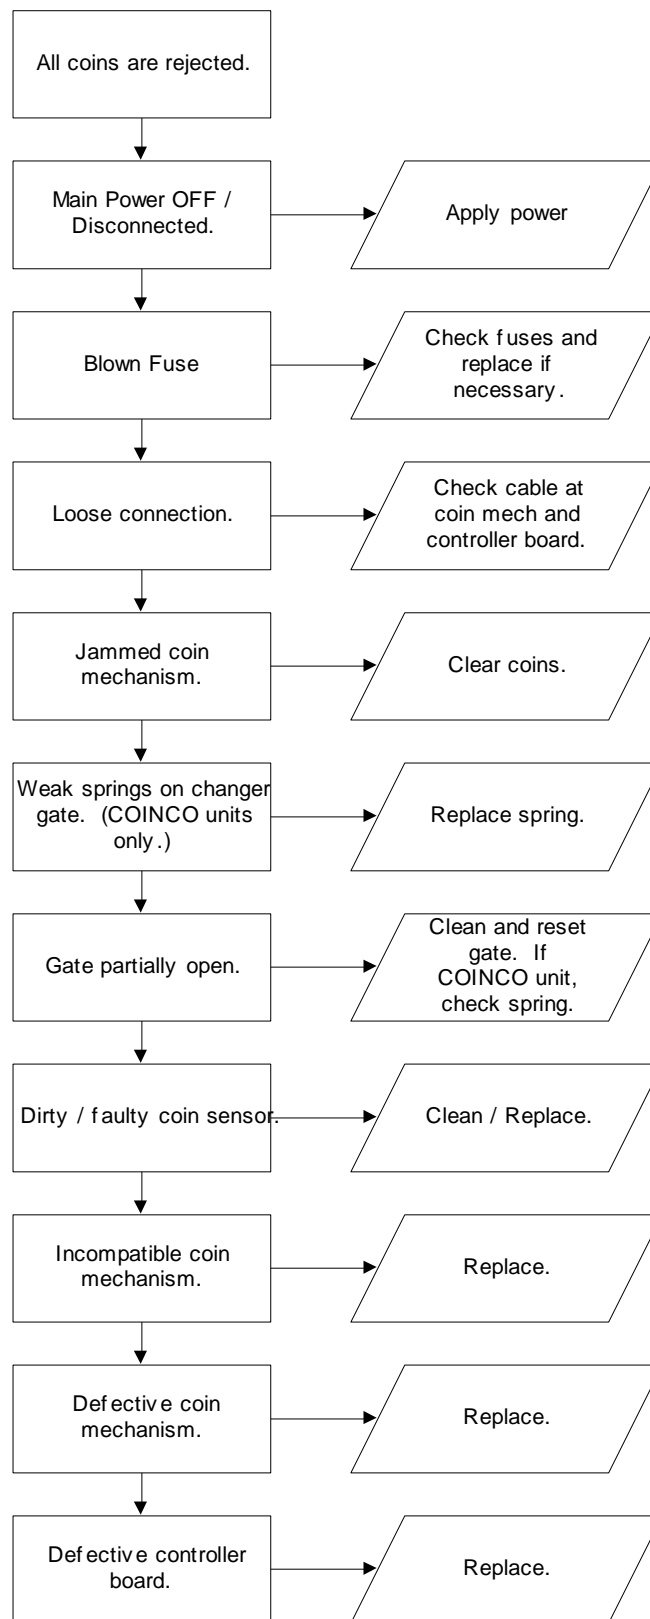 All coins are rejected.
Main Power OFF /
Disconnected.
Apply power
Blown Fuse
Check fuses and
replace if
necessary.
Loose connection.
Check cable at
coin mech and
controller board.
Jammed coin
mechanism.
Clear coins.
Weak springs on changer
gate.  (COINCO units
only.)
Replace spring.
Gate partially open.
Clean and reset
gate.  If
COINCO unit,
check spring.
Dirty / faulty coin sensor.
Clean / Replace.
Incompatible coin
mechanism.
Replace.
Defective coin
mechanism.
Replace.
Defective controller
board.
Replace.